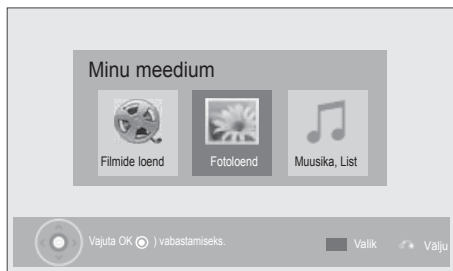 Minu meedium
Filmide loend
Fotoloend
Muusika, List
Vajuta OK ( ◉ ) vabastamiseks.
Valik
Välju